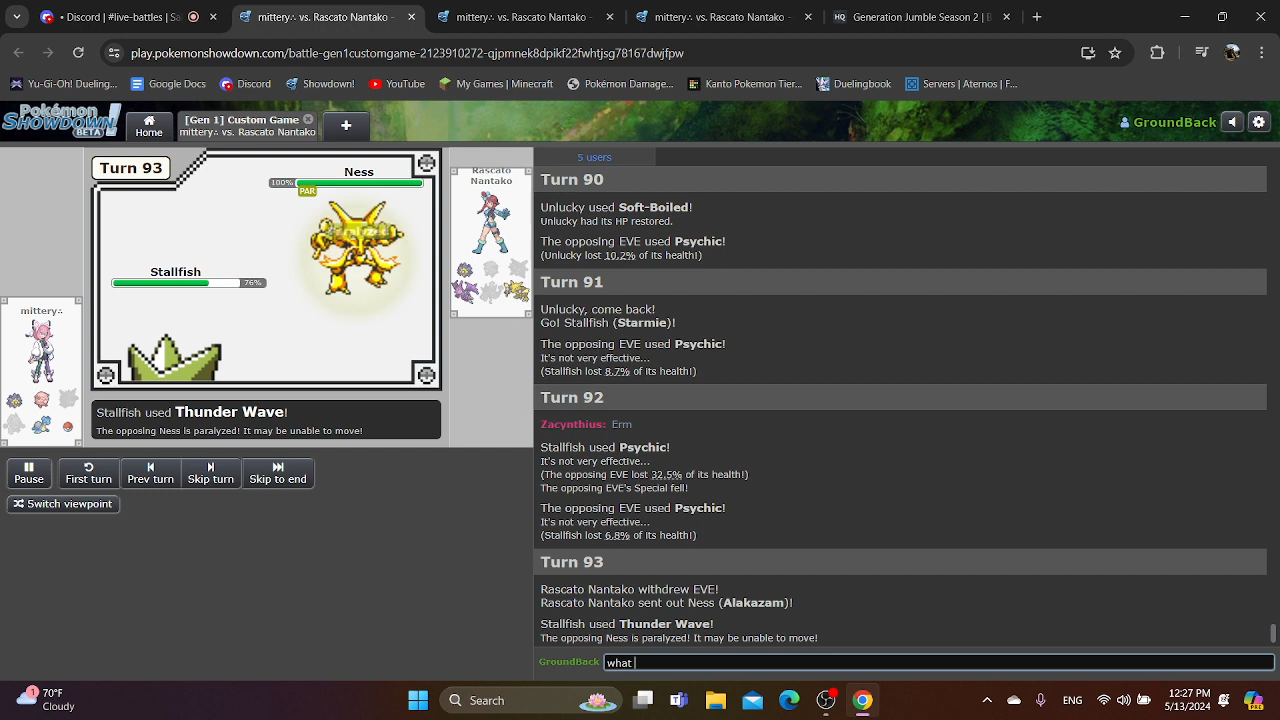 Discord | #live-battles | Sa
mittery∴ vs. Rascato Nantako -
mittery∴ vs. Rascato Nantako -
mittery∴ vs. Rascato Nantako -
HQ Generation Jumble Season 2 | B
play.pokemonshowdown.com/battle-gen1customgame-2123910272-qjpmnek8dpikf22fwhtjsg78167dwjfpw
Yu-Gi-Oh! Dueling...
Google Docs
Discord
Showdown!
YouTube
My Games | Minecraft
Pokémon Damage...
Kanto Pokemon Tier...
Duelingbook
Servers | Aternos | F...
Pokémon
SHOWDOWN!
BETA
Home
[Gen 1] Custom Game
mittery∴ vs. Rascato Nantako
GroundBack
5 users
Turn 93
Ness
100%
PAR
Stallfish
76%
Rascato
Nantako
mittery∴
Stallfish used Thunder Wave!
The opposing Ness is paralyzed! It may be unable to move!
Pause
First turn
Prev turn
Skip turn
Skip to end
Switch viewpoint
Turn 90
Unlucky used Soft-Boiled!
Unlucky had its HP restored.
The opposing EVE used Psychic!
(Unlucky lost 10.2% of its health!)
Turn 91
Unlucky, come back!
Go! Stallfish (Starmie)!
The opposing EVE used Psychic!
It's not very effective...
(Stallfish lost 8.7% of its health!)
Turn 92
Zacynthius: Erm
Stallfish used Psychic!
It's not very effective...
(The opposing EVE lost 32.5% of its health!)
The opposing EVE's Special fell!
The opposing EVE used Psychic!
It's not very effective...
(Stallfish lost 6.8% of its health!)
Turn 93
Rascato Nantako withdrew EVE!
Rascato Nantako sent out Ness (Alakazam)!
Stallfish used Thunder Wave!
The opposing Ness is paralyzed! It may be unable to move!
GroundBack what
1
70°F
Cloudy
Search
ENG
12:27 PM
5/13/2024
PRE